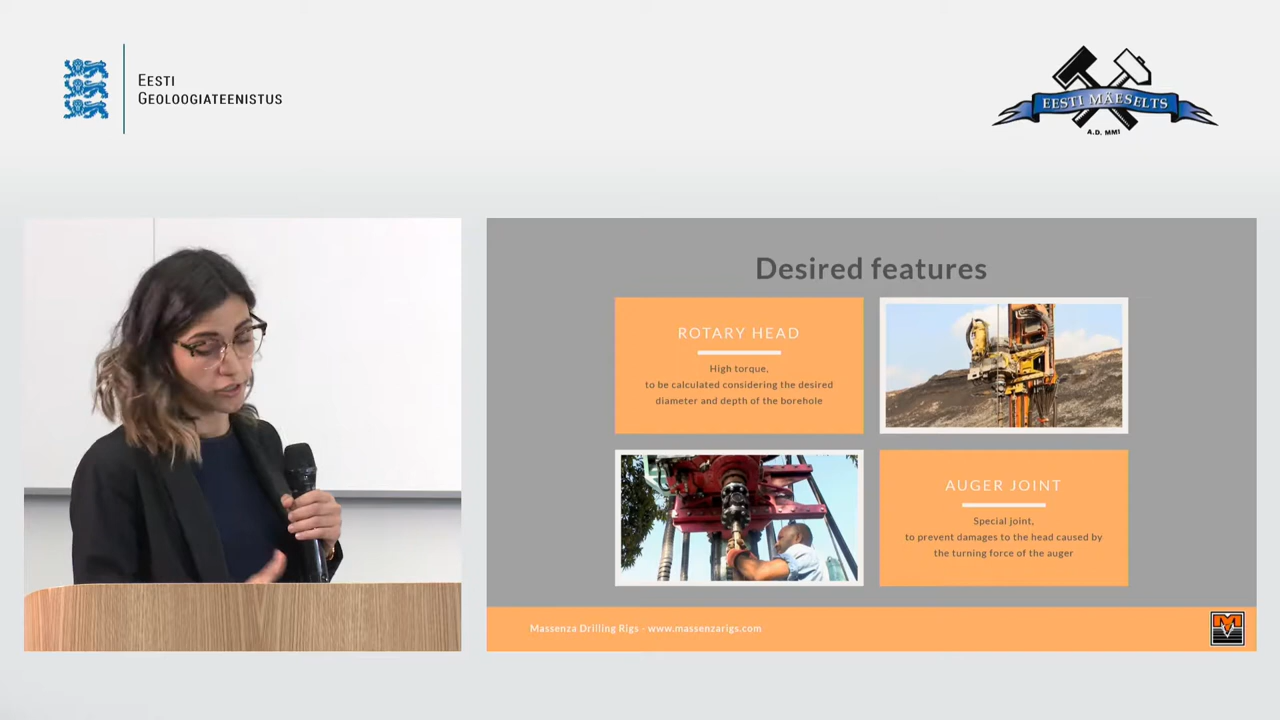 EESTI
GEOLOOGIATEENISTUS
EESTI MÄESELTS
A.D. MMI
Desired features
ROTARY HEAD
High torque,
to be calculated considering the desired
diameter and depth of the borehole
AUGER JOINT
Special joint,
to prevent damages to the head caused by
the turning force of the auger
Massenza Drilling Rigs - www.massenzarigs.com
M